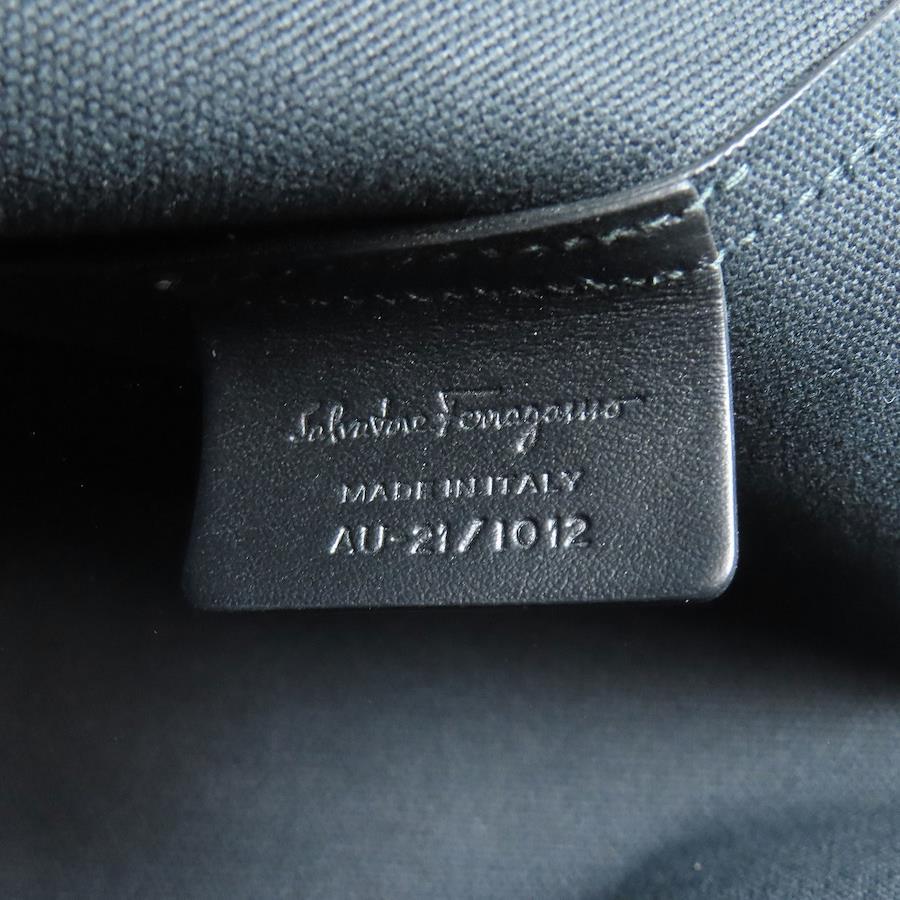 Salvatore Ferragamo
MADE IN ITALY
AU-21/1012